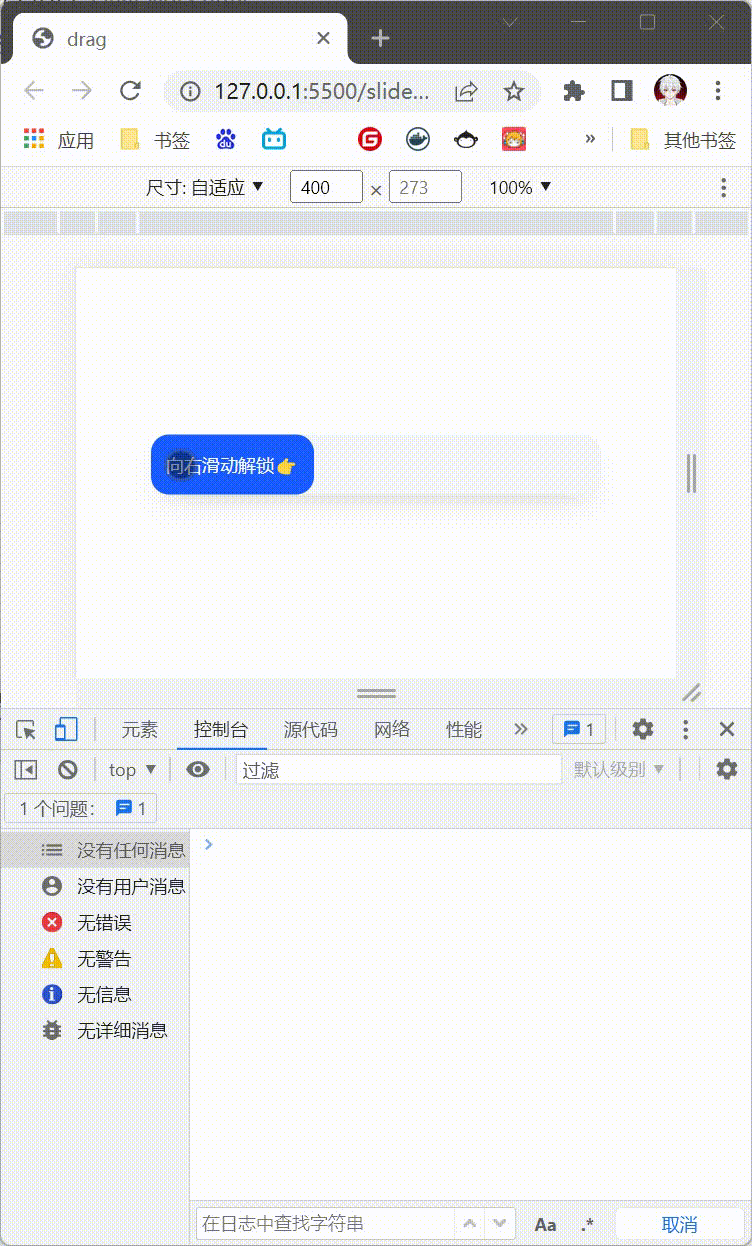 drag
127.0.0.1:5500/slide...
应用 书签 其他书签
尺寸: 自适应 400 × 273 100%
向右滑动解锁👉
元素 控制台 源代码 网络 性能 1
top 过滤 默认级别
1 个问题: 1
没有任何消息
没有用户消息
无错误
无警告
无信息
无详细消息
在日志中查找字符串 Aa .* 取消